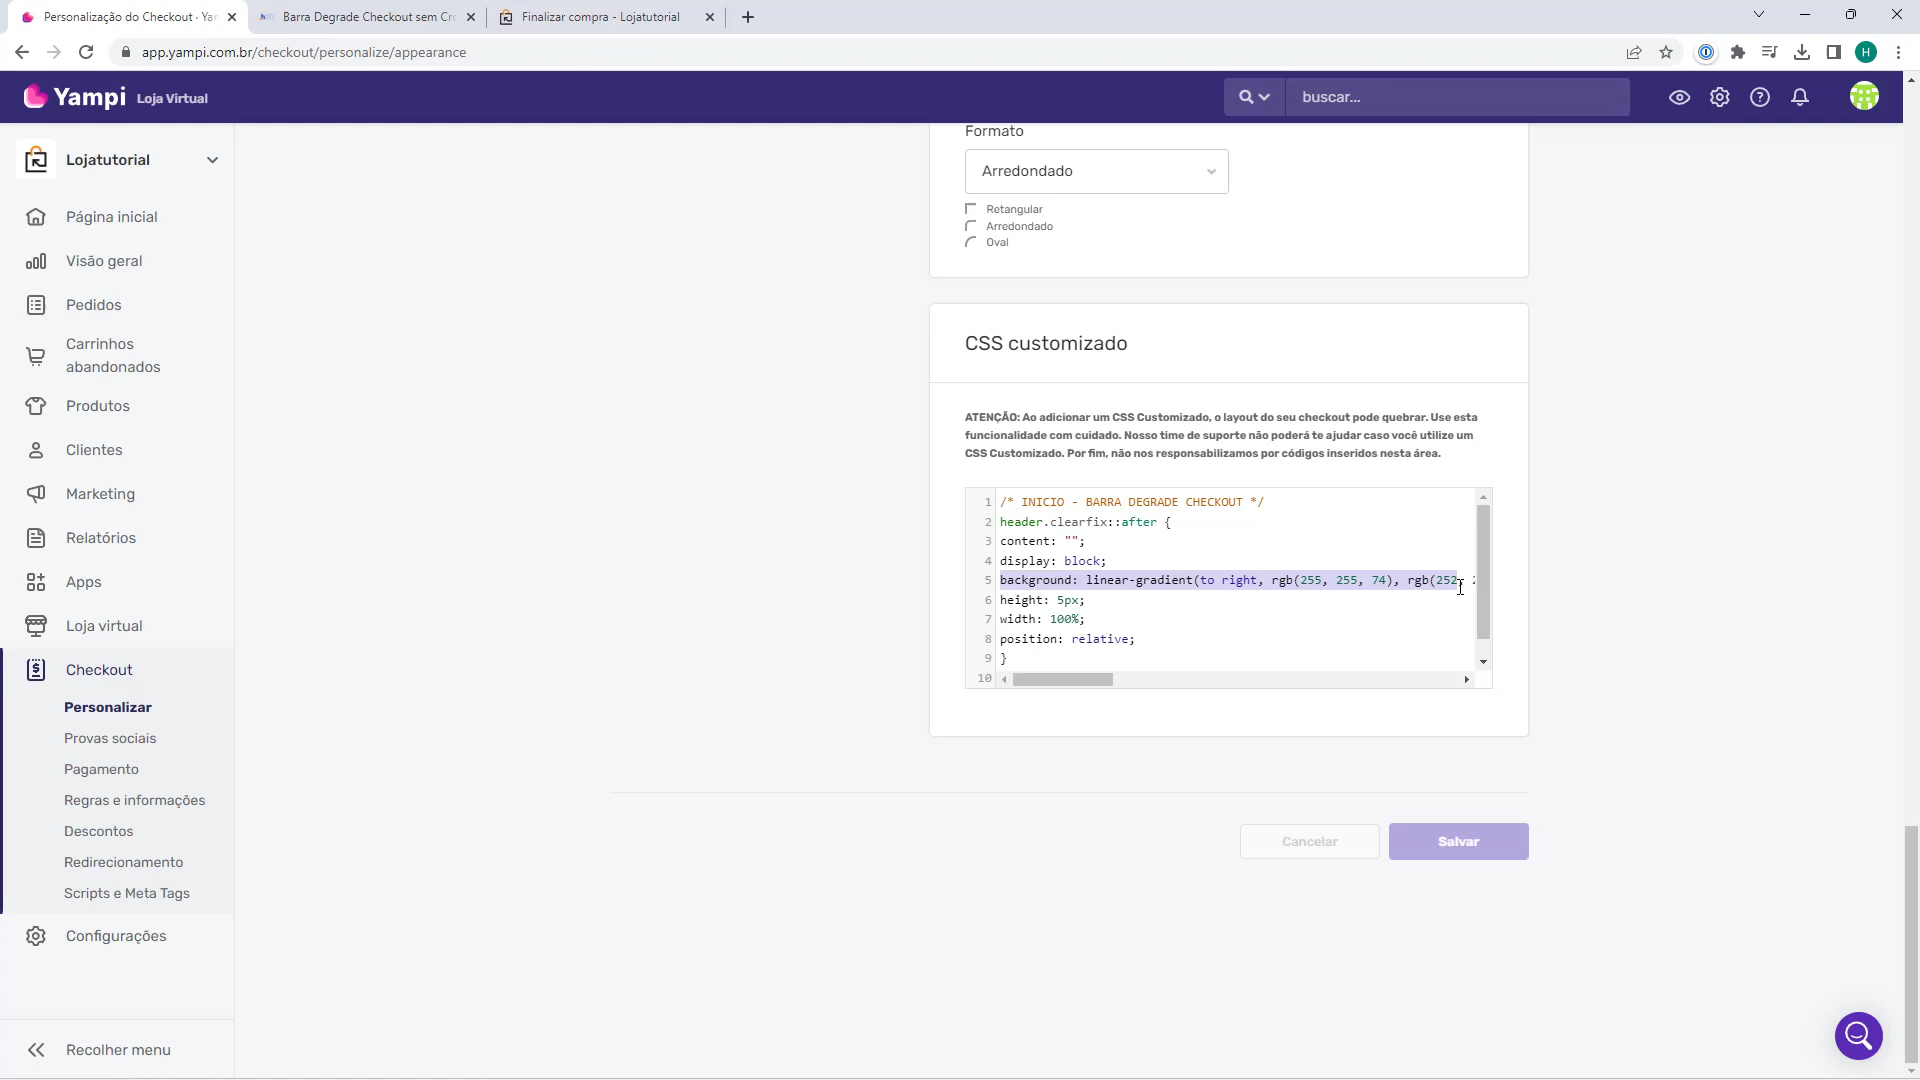 Personalização do Checkout · Yan
Barra Degrade Checkout sem Cro
Finalizar compra - Lojatutorial
app.yampi.com.br/checkout/personalize/appearance
H
Yampi Loja Virtual
buscar...
Lojatutorial
Página inicial
Visão geral
Pedidos
Carrinhos
abandonados
Produtos
Clientes
Marketing
Relatórios
Apps
Loja virtual
Checkout
Personalizar
Provas sociais
Pagamento
Regras e informações
Descontos
Redirecionamento
Scripts e Meta Tags
Configurações
Recolher menu
Formato
Arredondado
Retangular
Arredondado
Oval
CSS customizado
ATENÇÃO: Ao adicionar um CSS Customizado, o layout do seu checkout pode quebrar. Use esta
funcionalidade com cuidado. Nosso time de suporte não poderá te ajudar caso você utilize um
CSS Customizado. Por fim, não nos responsabilizamos por códigos inseridos nesta área.
1 /* INICIO - BARRA DEGRADE CHECKOUT */
2 header.clearfix::after {
3 content: "";
4 display: block;
5 background: linear-gradient(to right, rgb(255, 255, 74), rgb(252,
6 height: 5px;
7 width: 100%;
8 position: relative;
9 }
10
Cancelar
Salvar